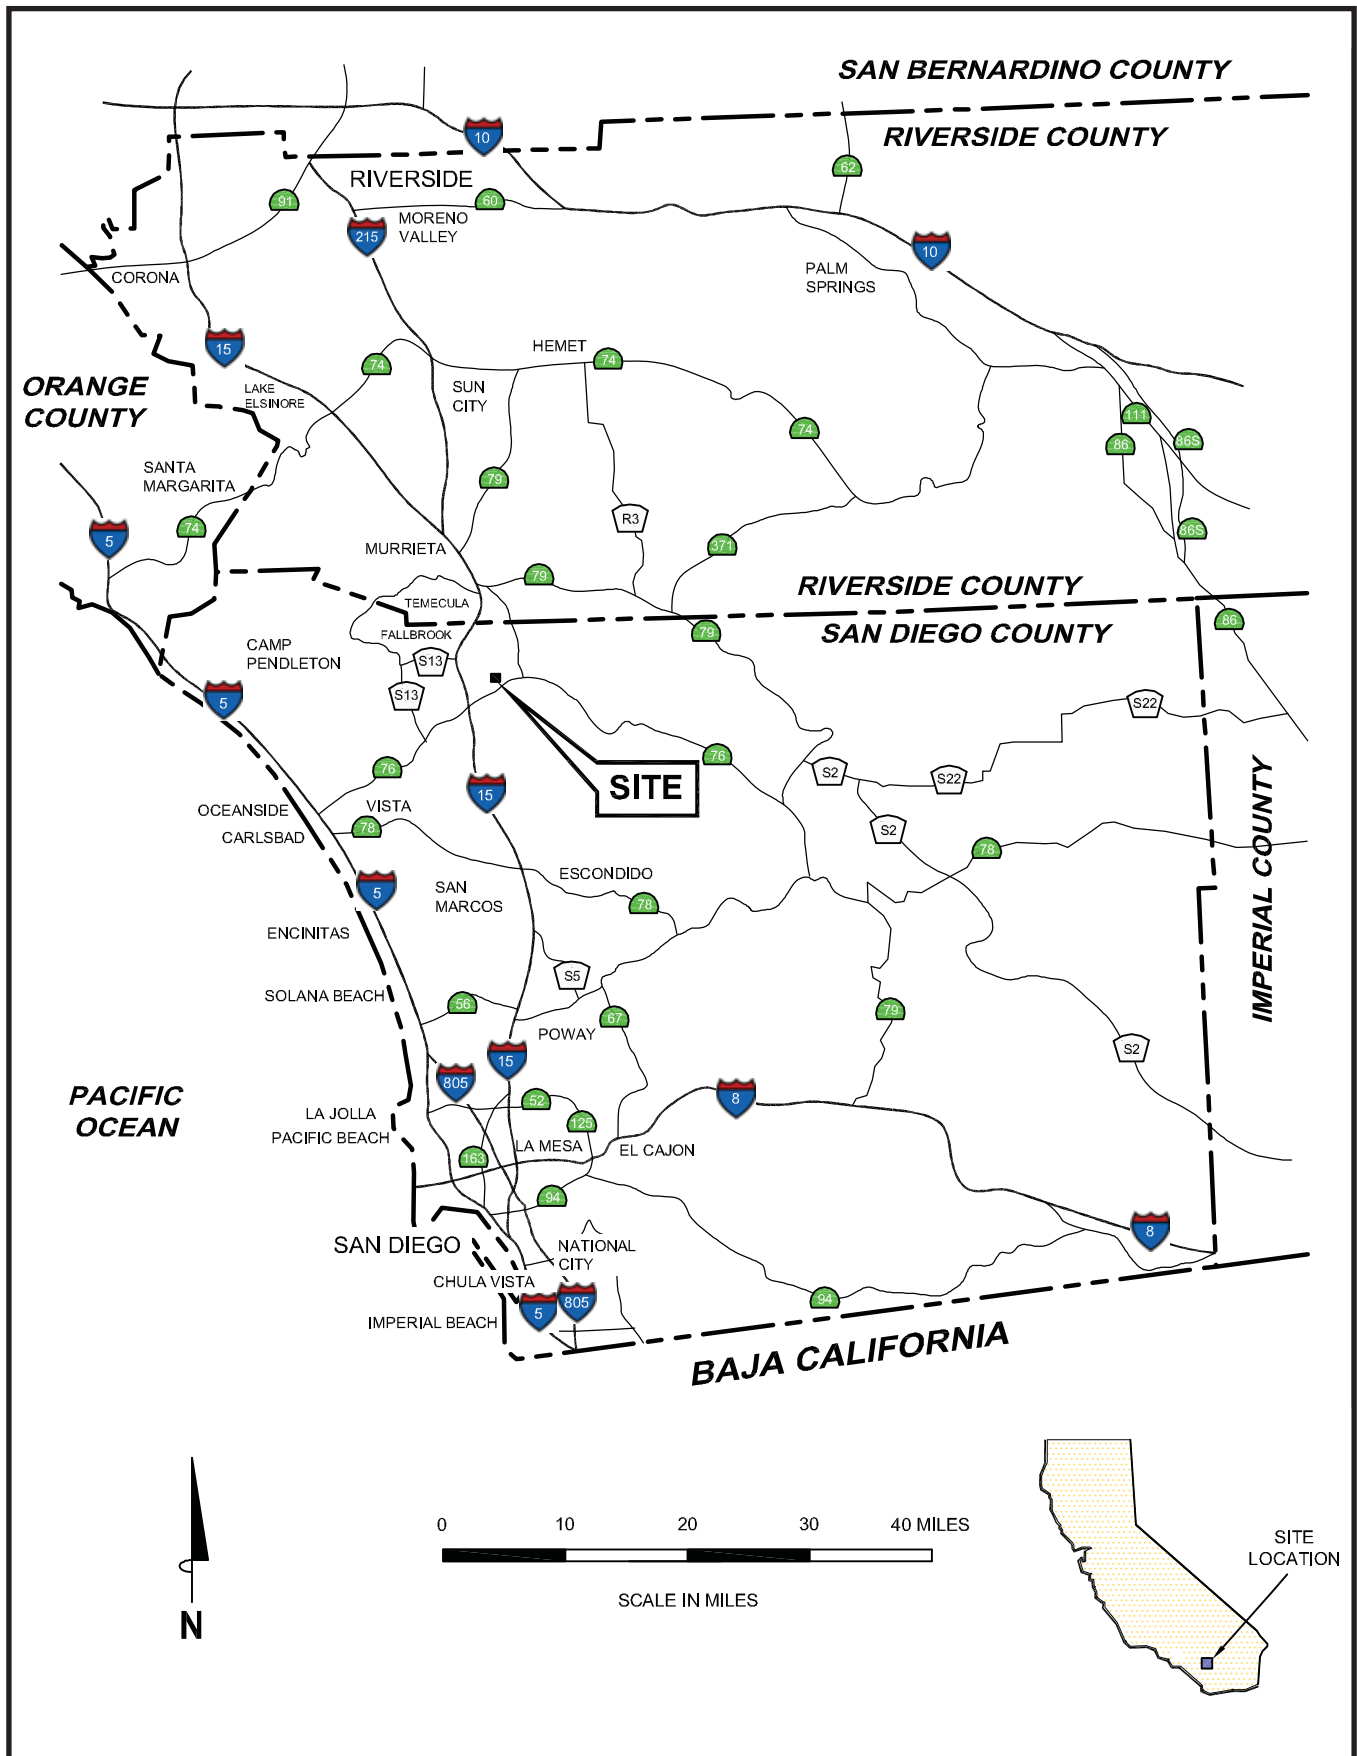 SAN BERNARDINO COUNTY
RIVERSIDE COUNTY
10
62
RIVERSIDE
91
60
MORENO
VALLEY
215
10
CORONA
PALM
SPRINGS
15
HEMET
74
74
ORANGE
COUNTY
LAKE
ELSINORE
SUN
CITY
111
74
86
86S
SANTA
MARGARITA
79
R3
74
5
86S
MURRIETA
371
79
RIVERSIDE COUNTY
TEMECULA
86
FALLBROOK
79
SAN DIEGO COUNTY
CAMP
PENDLETON
S13
S13
5
S22
76
76
S2
S22
SITE
15
OCEANSIDE
VISTA
78
CARLSBAD
S2
78
IMPERIAL COUNTY
ESCONDIDO
5
SAN
MARCOS
78
ENCINITAS
S5
SOLANA BEACH
56
67
79
POWAY
15
S2
805
PACIFIC
OCEAN
8
52
LA JOLLA
125
PACIFIC BEACH
LA MESA
EL CAJON
163
94
8
SAN DIEGO
NATIONAL
CITY
CHULA VISTA
94
805
5
IMPERIAL BEACH
BAJA CALIFORNIA
0 10 20 30 40 MILES
SCALE IN MILES
N
SITE
LOCATION